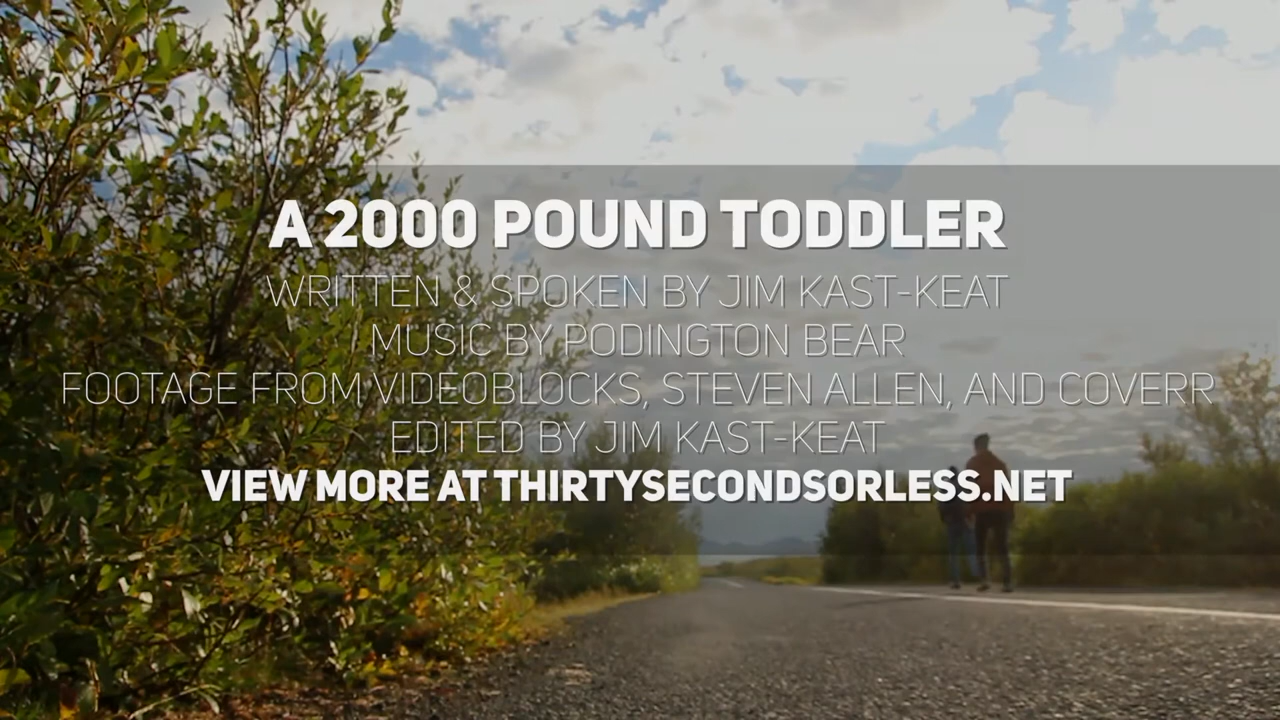 A 2000 POUND TODDLER
WRITTEN & SPOKEN BY JIM KAST-KEAT
MUSIC BY PODINGTON BEAR
FOOTAGE FROM VIDEOBLOCKS, STEVEN ALLEN, AND COVERR
EDITED BY JIM KAST-KEAT
VIEW MORE AT THIRTYSECONDSORLESS.NET